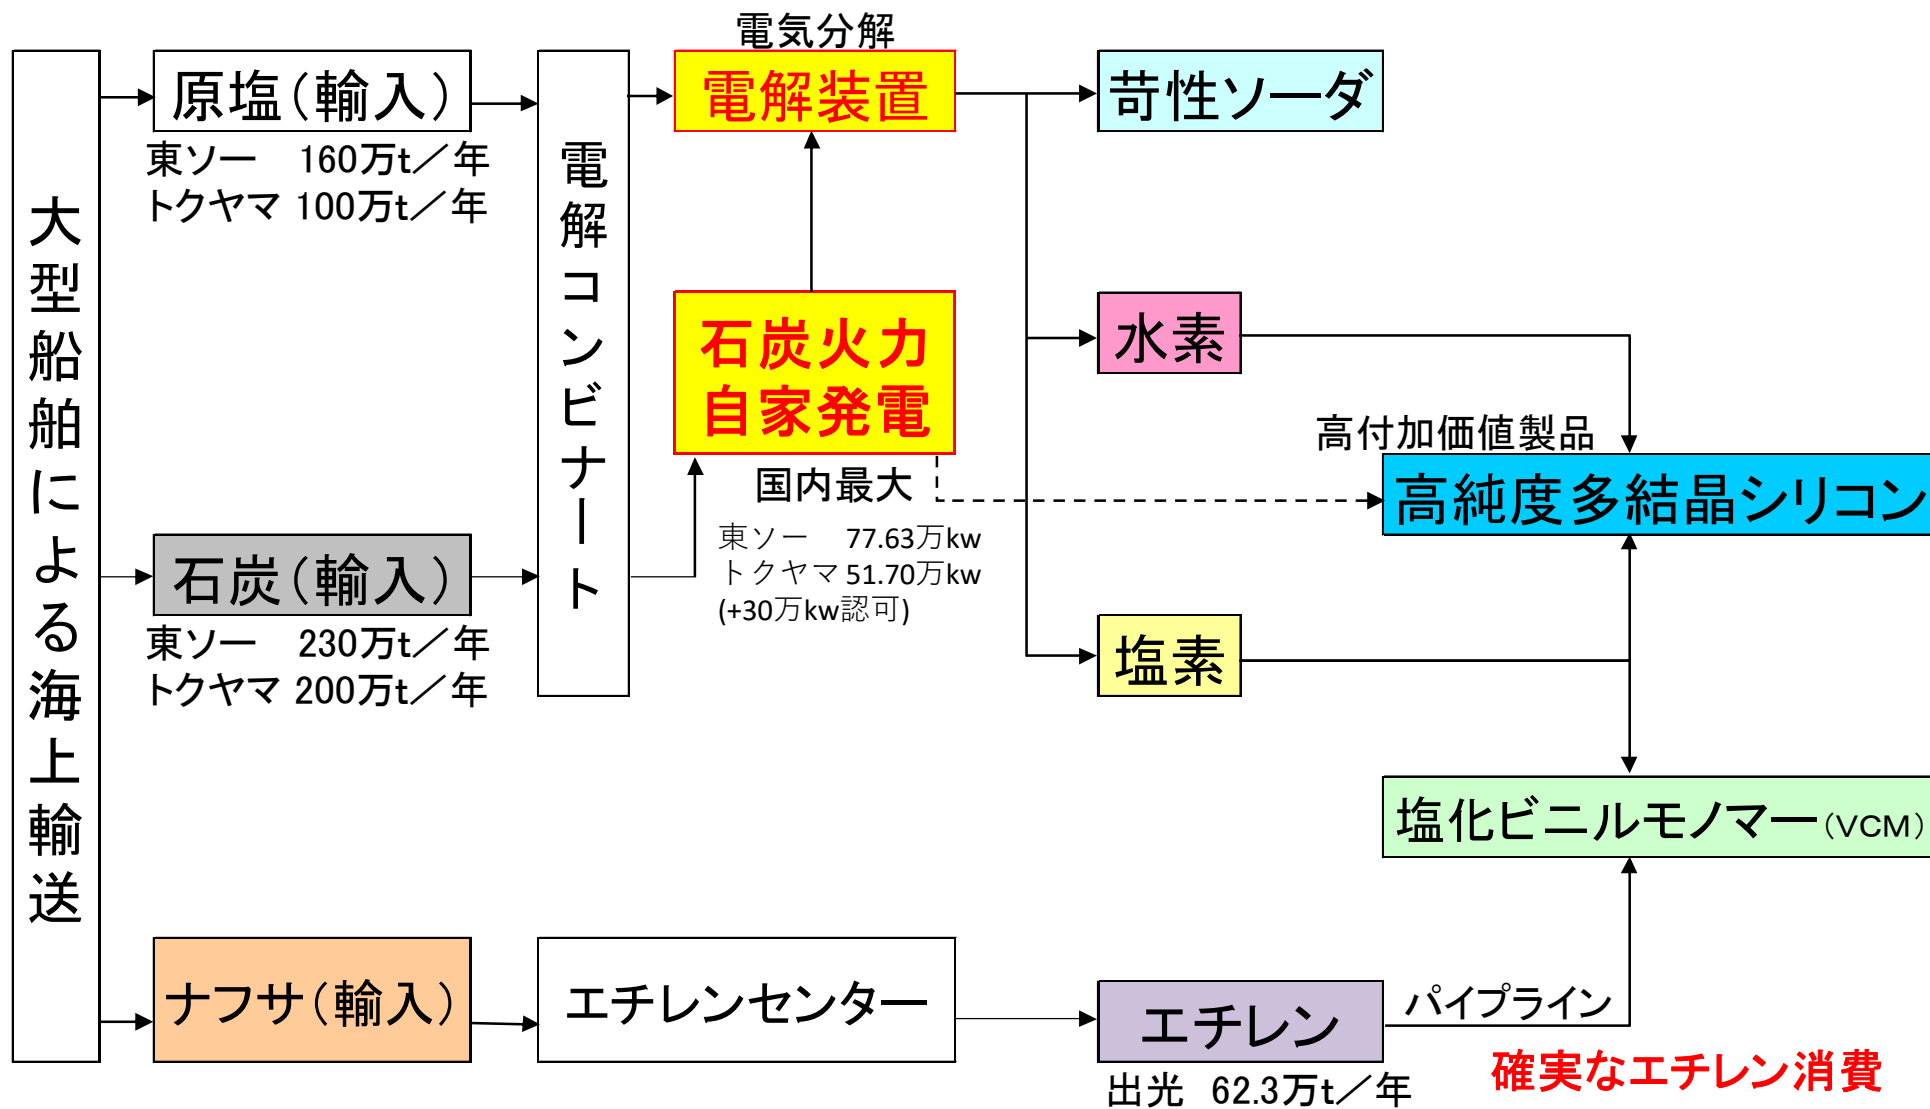 大型船舶による海上輸送
原塩（輸入）
東ソー　160万t／年
トクヤマ 100万t／年
石炭（輸入）
東ソー　230万t／年
トクヤマ 200万t／年
ナフサ（輸入）
電解コンビナート
電気分解
電解装置
石炭火力
自家発電
国内最大
東ソー　77.63万kw
トクヤマ 51.70万kw
(+30万kw認可)
エチレンセンター
苛性ソーダ
水素
塩素
高付加価値製品
高純度多結晶シリコン
塩化ビニルモノマー（VCM）
エチレン
出光　62.3万t／年
パイプライン
確実なエチレン消費